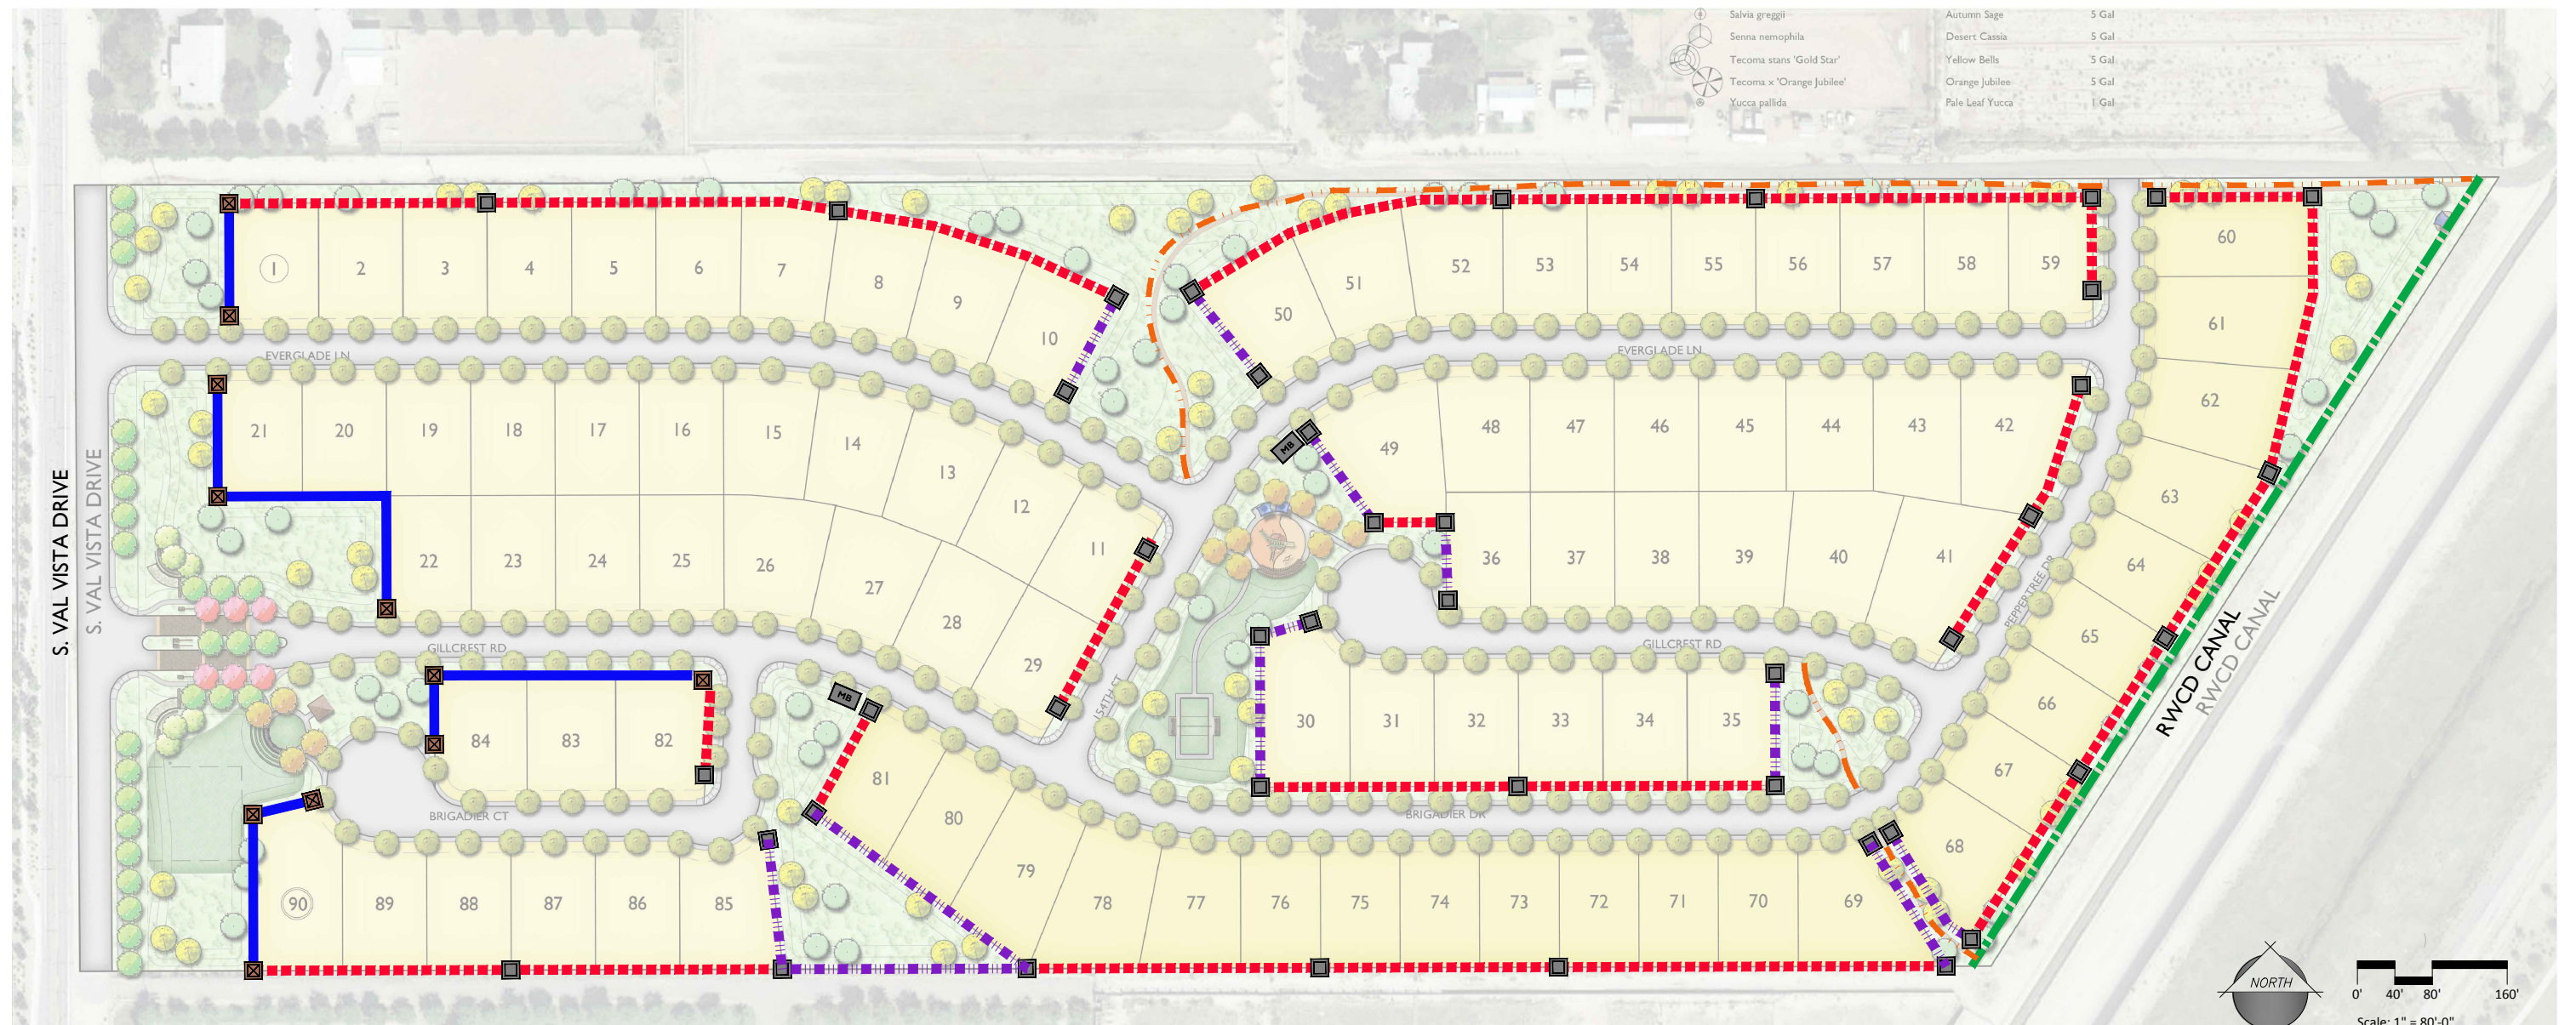 Salvia greggii Autumn Sage 5 Gal
Senna nemophila Desert Cassia 5 Gal
Tecoma stans 'Gold Star' Yellow Bells 5 Gal
Tecoma x 'Orange Jubilee' Orange Jubilee 5 Gal
Yucca pallida Pale Leaf Yucca 1 Gal
1 2 3 4 5 6 7 8 9 10
50 51 52 53 54 55 56 57 58 59
60
61
62
63
64
65
66
67
68
EVERGLADE LN
EVERGLADE LN
21 20 19 18 17 16 15 14 13 12 11
49 48 47 46 45 44 43 42
22 23 24 25 26 27 28 29
36 37 38 39 40 41
S. VAL VISTA DRIVE
S. VAL VISTA DRIVE
MB
GILLCREST RD
GILLCREST RD
154TH ST
PEPPERTREE DR
RWCD CANAL
RWCD CANAL
84 83 82
MB
30 31 32 33 34 35
BRIGADIER CT
BRIGADIER DR
81 80 79 78 77 76 75 74 73 72 71 70 69
90 89 88 87 86 85
NORTH
0' 40' 80' 160'
Scale: 1" = 80'-0"